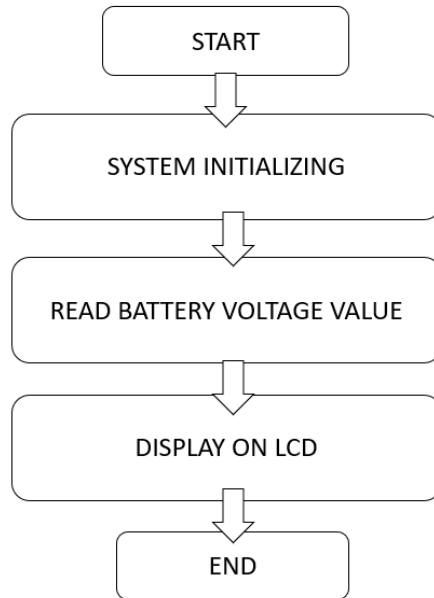 START
SYSTEM INITIALIZING
READ BATTERY VOLTAGE VALUE
DISPLAY ON LCD
END